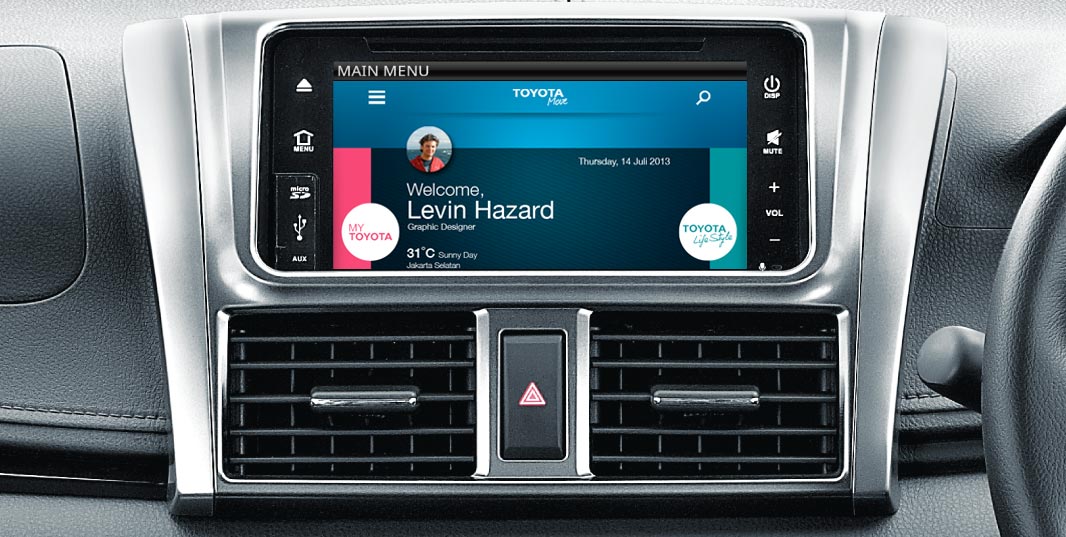 MAIN MENU
TOYOTA
Move
DISP
MENU
MUTE
Thursday, 14 Juli 2013
micro
SD
Welcome,
Levin Hazard
Graphic Designer
VOL
MY
TOYOTA
TOYOTA
LifeStyle
31°C Sunny Day
Jakarta Selatan
AUX